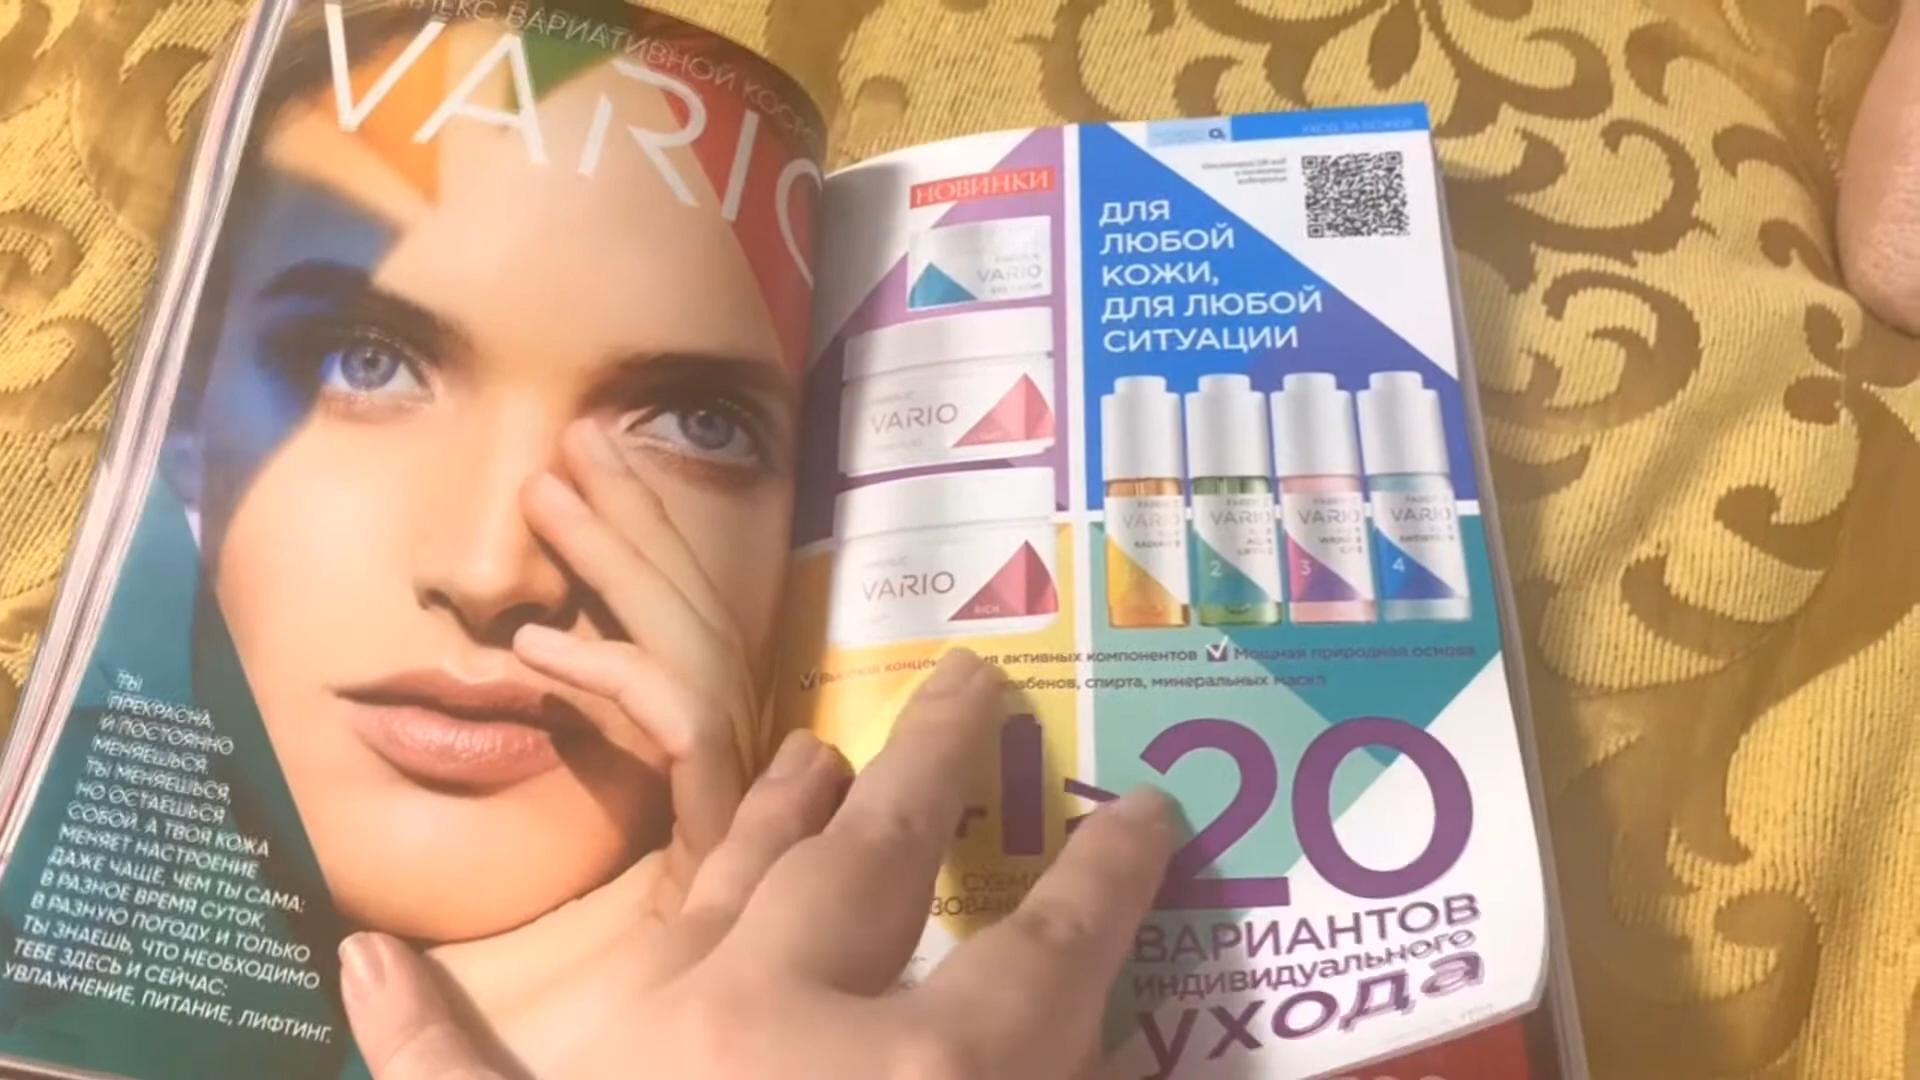 ВАРИАТИВНОЙ
VARIO
ТЫ
ПРЕКРАСНА,
И ПОСТОЯННО
МЕНЯЕШЬСЯ.
ТЫ МЕНЯЕШЬСЯ,
НО ОСТАЕШЬСЯ
СОБОЙ. А ТВОЯ КОЖА
МЕНЯЕТ НАСТРОЕНИЕ
ДАЖЕ ЧАЩЕ, ЧЕМ ТЫ САМА:
В РАЗНОЕ ВРЕМЯ СУТОК,
В РАЗНУЮ ПОГОДУ. И ТОЛЬКО
ТЫ ЗНАЕШЬ, ЧТО НЕОБХОДИМО
ТЕБЕ ЗДЕСЬ И СЕЙЧАС:
УВЛАЖНЕНИЕ, ПИТАНИЕ, ЛИФТИНГ.
НОВИНКИ
VARIO
VARIO
VARIO
RICH
ДЛЯ
ЛЮБОЙ
КОЖИ,
ДЛЯ ЛЮБОЙ
СИТУАЦИИ
VARIO
VARIO
2
VARIO
3
VARIO
4
активных компонентов Мощная природная основа
спирта, минеральных масел
20
ВАРИАНТОВ
индивидуального
ухода